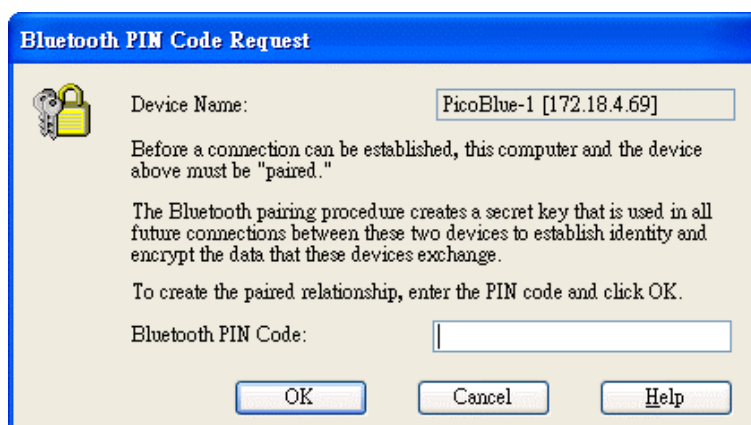 Bluetooth PIN Code Request
Device Name: PicoBlue-1 [172.18.4.69]
Before a connection can be established, this computer and the device
above must be "paired."
The Bluetooth pairing procedure creates a secret key that is used in all
future connections between these two devices to establish identity and
encrypt the data that these devices exchange.
To create the paired relationship, enter the PIN code and click OK.
Bluetooth PIN Code:
OK Cancel Help